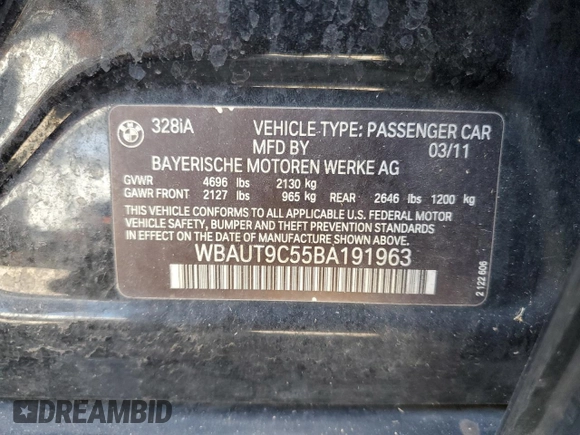 328iA VEHICLE TYPE: PASSENGER CAR
MFD BY 03/11
BAYERISCHE MOTOREN WERKE AG
GVWR 4696 lbs 2130 kg
GAWR FRONT 2127 lbs 965 kg REAR 2646 lbs 1200 kg
THIS VEHICLE CONFORMS TO ALL APPLICABLE U.S. FEDERAL MOTOR
VEHICLE SAFETY, BUMPER AND THEFT PREVENTION STANDARDS
IN EFFECT ON THE DATE OF MANUFACTURE SHOWN ABOVE.
WBAUT9C55BA191963
2 122 606
DREAMBID